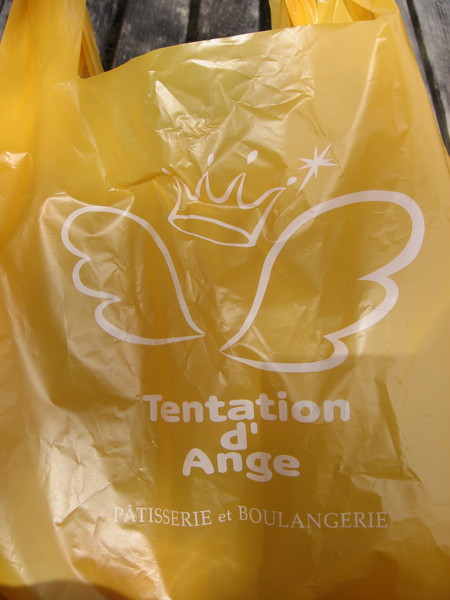 Tentation
d'
Ange
PÂTISSERIE et BOULANGERIE